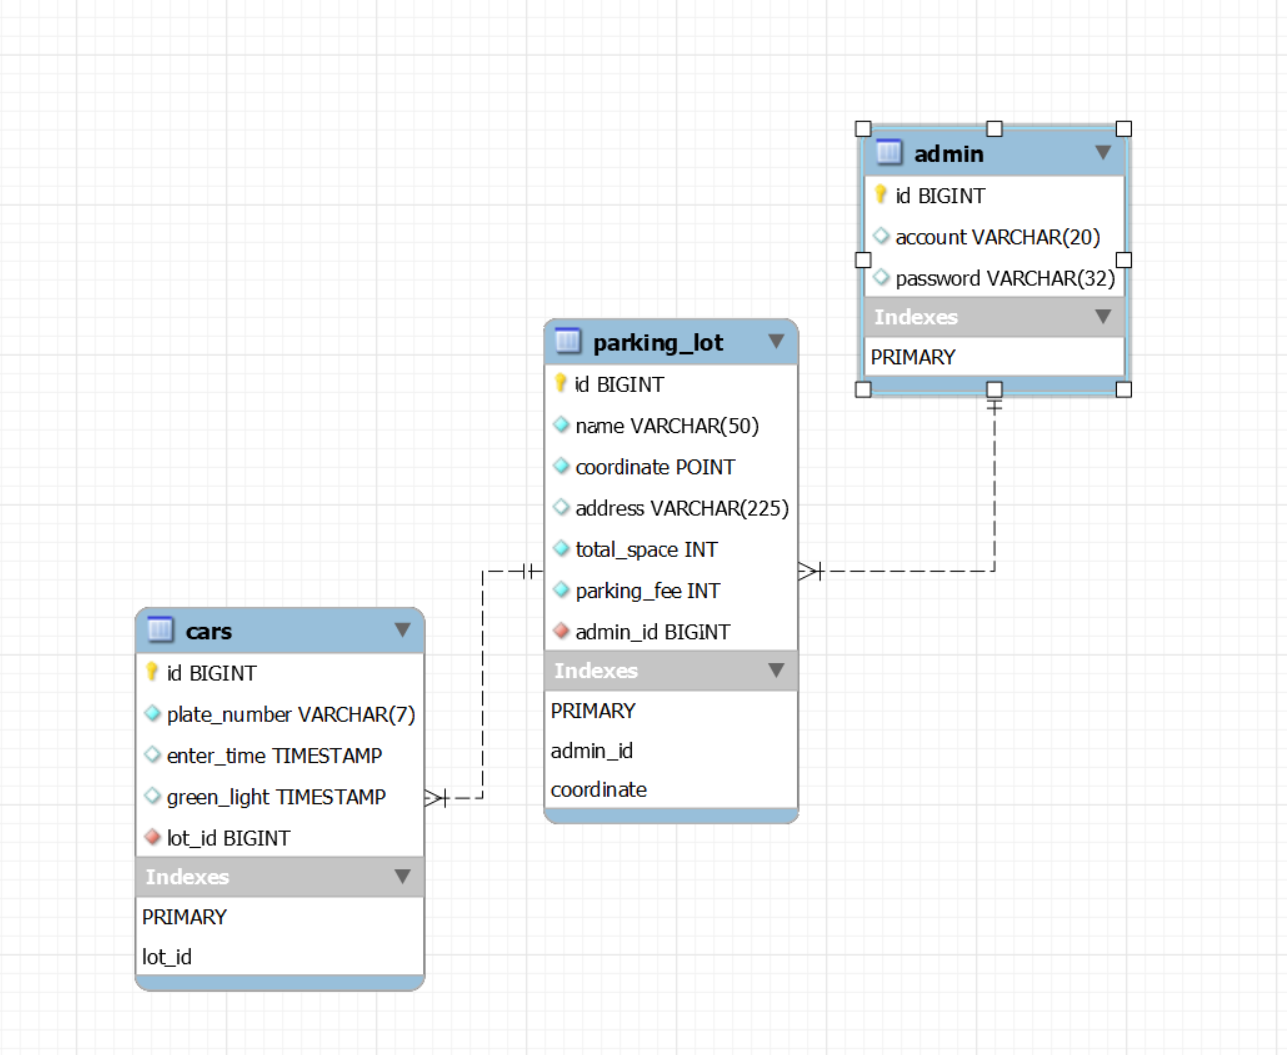 admin
id BIGINT
account VARCHAR(20)
password VARCHAR(32)
Indexes
PRIMARY
parking_lot
id BIGINT
name VARCHAR(50)
coordinate POINT
address VARCHAR(225)
total_space INT
parking_fee INT
admin_id BIGINT
Indexes
PRIMARY
admin_id
coordinate
cars
id BIGINT
plate_number VARCHAR(7)
enter_time TIMESTAMP
green_light TIMESTAMP
lot_id BIGINT
Indexes
PRIMARY
lot_id